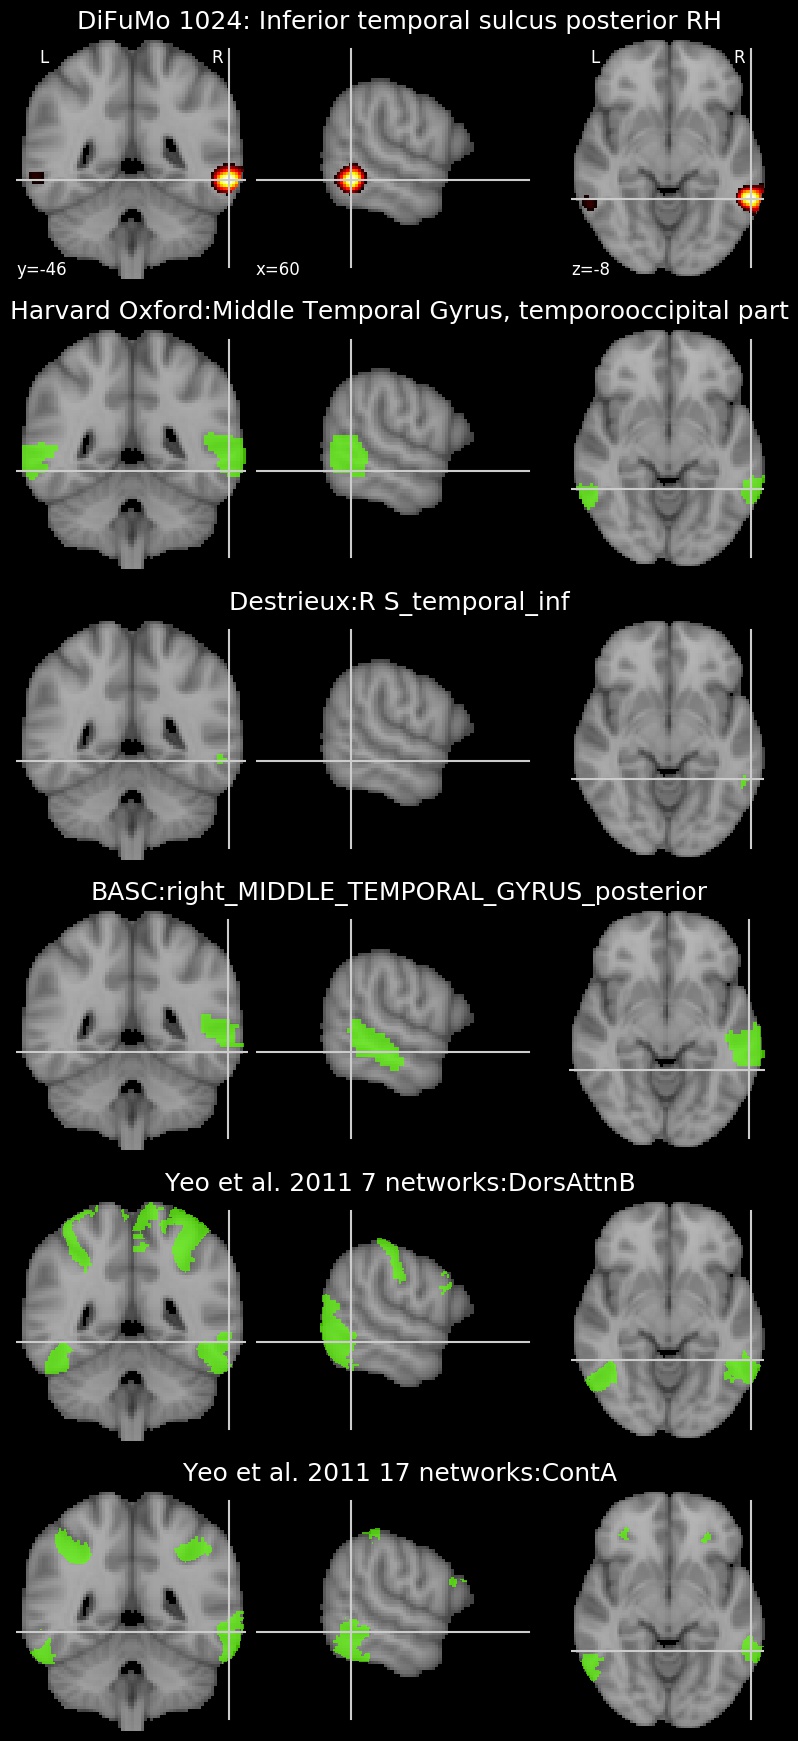 DiFuMo 1024: Inferior temporal sulcus posterior RH
L R L R
y=-46 x=60 z=-8
Harvard Oxford:Middle Temporal Gyrus, temporooccipital part
Destrieux:R S_temporal_inf
BASC:right_MIDDLE_TEMPORAL_GYRUS_posterior
Yeo et al. 2011 7 networks:DorsAttnB
Yeo et al. 2011 17 networks:ContA